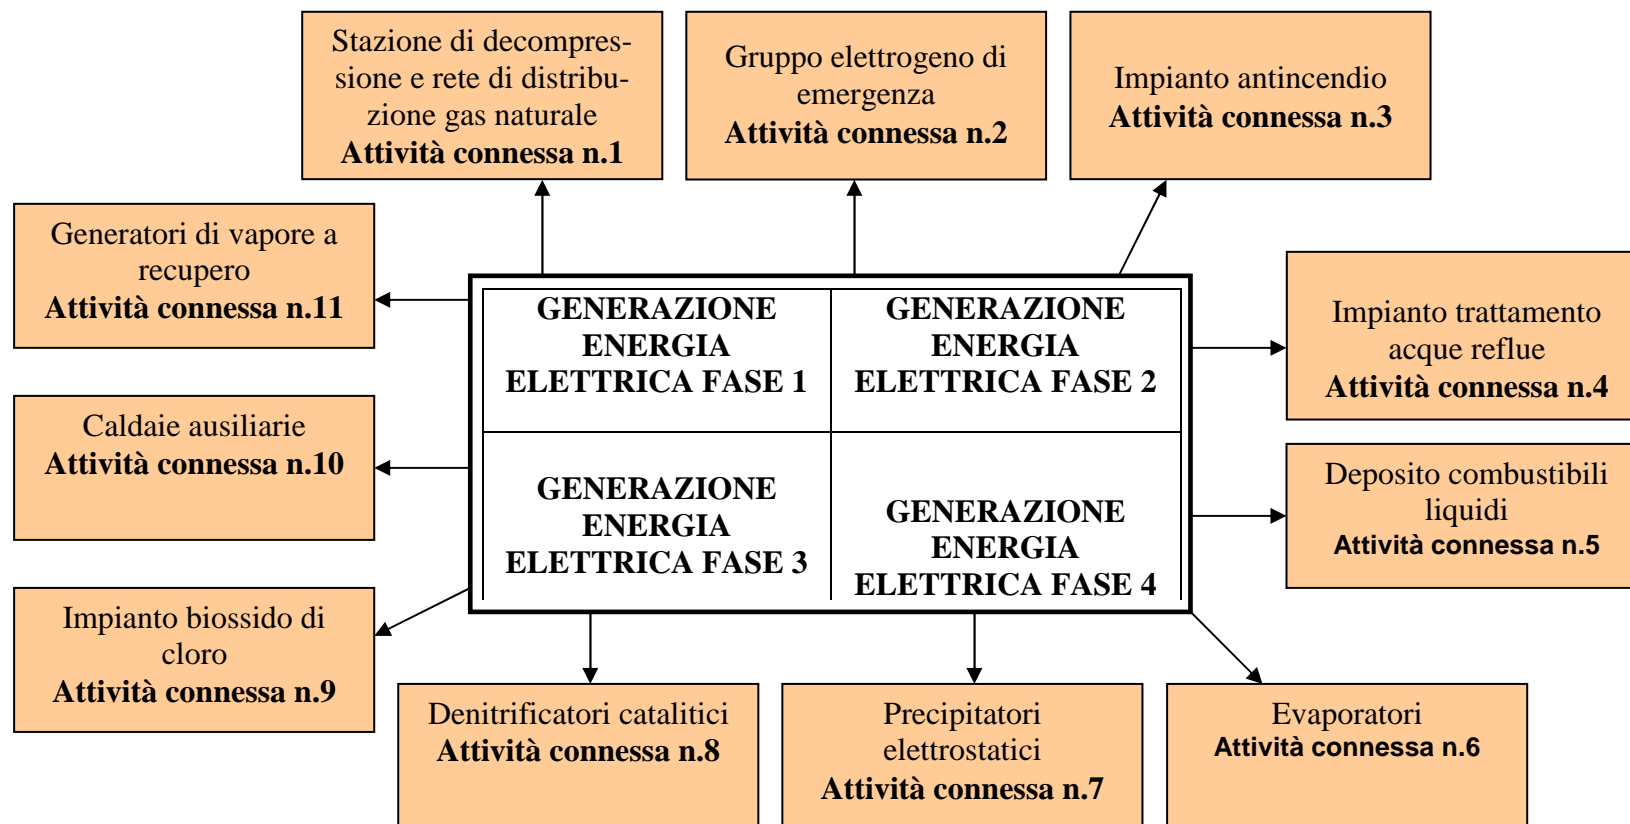 Stazione di decompres-
sione e rete di distribu-
zione gas naturale
Attività connessa n.1
Gruppo elettrogeno di
emergenza
Attività connessa n.2
Impianto antincendio
Attività connessa n.3
Generatori di vapore a
recupero
Attività connessa n.11
GENERAZIONE
ENERGIA
ELETTRICA FASE 1
GENERAZIONE
ENERGIA
ELETTRICA FASE 2
Impianto trattamento
acque reflue
Attività connessa n.4
Caldaie ausiliarie
Attività connessa n.10
GENERAZIONE
ENERGIA
ELETTRICA FASE 3
GENERAZIONE
ENERGIA
ELETTRICA FASE 4
Deposito combustibili
liquidi
Attività connessa n.5
Impianto biossido di
cloro
Attività connessa n.9
Denitrificatori catalitici
Attività connessa n.8
Precipitatori
elettrostatici
Attività connessa n.7
Evaporatori
Attività connessa n.6